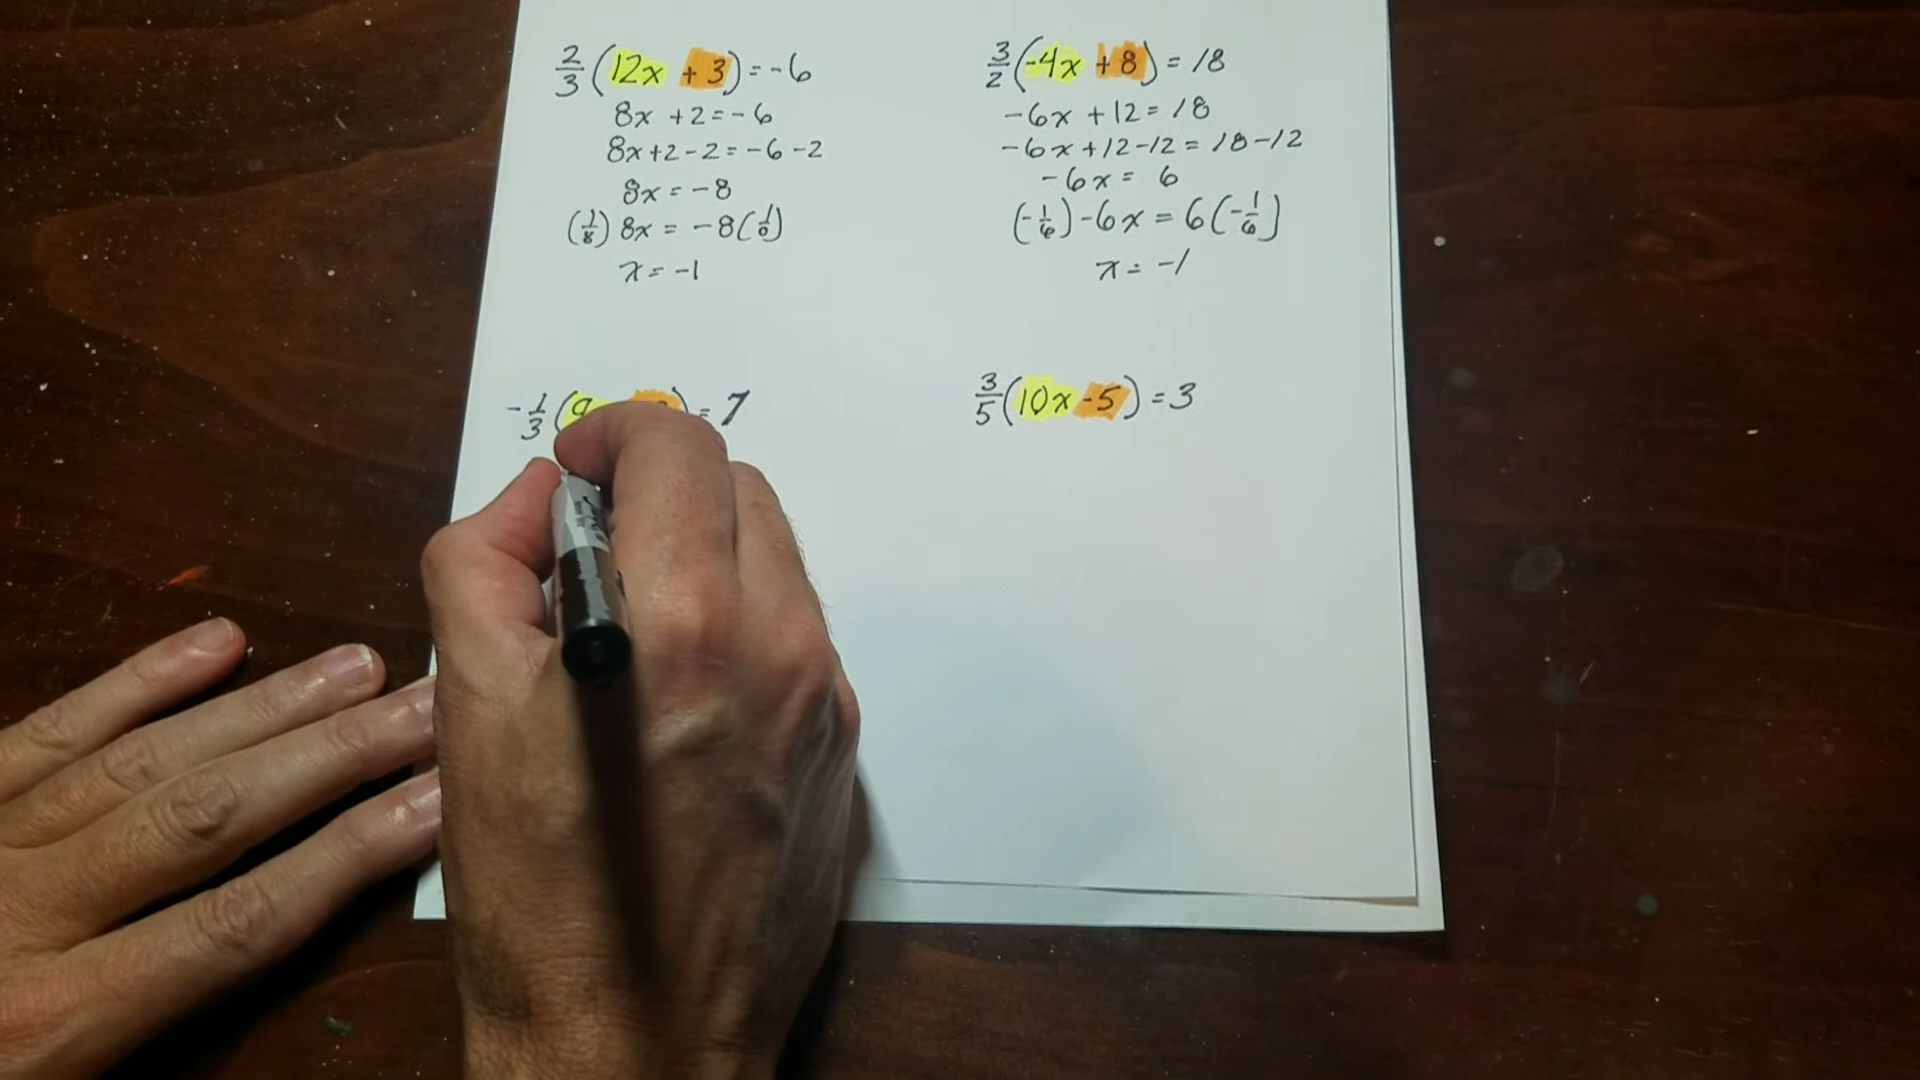 2/3 (12x + 3) = -6
8x + 2 = -6
8x + 2 - 2 = -6 - 2
8x = -8
(1/8) 8x = -8 (1/8)
x = -1
3/2 (-4x + 8) = 18
-6x + 12 = 18
-6x + 12 - 12 = 18 - 12
-6x = 6
(-1/6) -6x = 6 (-1/6)
x = -1
-1/3 (9 ) = 7
3/5 (10x - 5) = 3